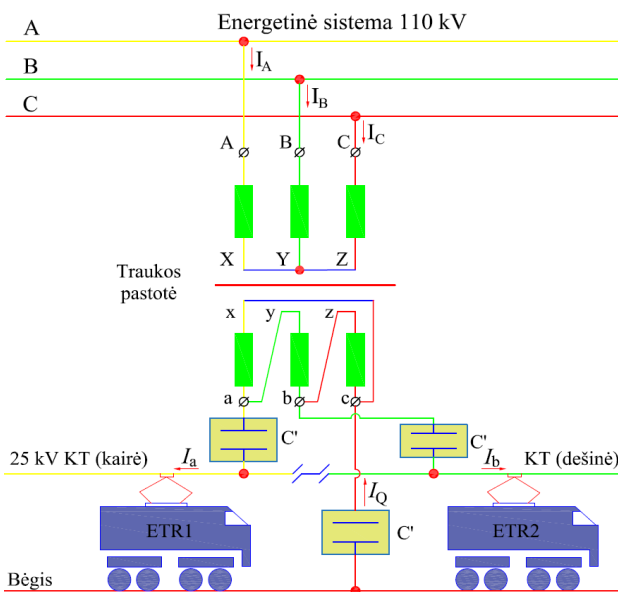 A
Energetinė sistema 110 kV
I_A
B
I_B
C
I_C
A
B
C
X
Y
Z
Traukos
pastotė
x
y
z
a
b
c
C'
C'
25 kV KT (kairė)
I_a
I_b
KT (dešinė)
I_Q
ETR1
C'
ETR2
Bėgis